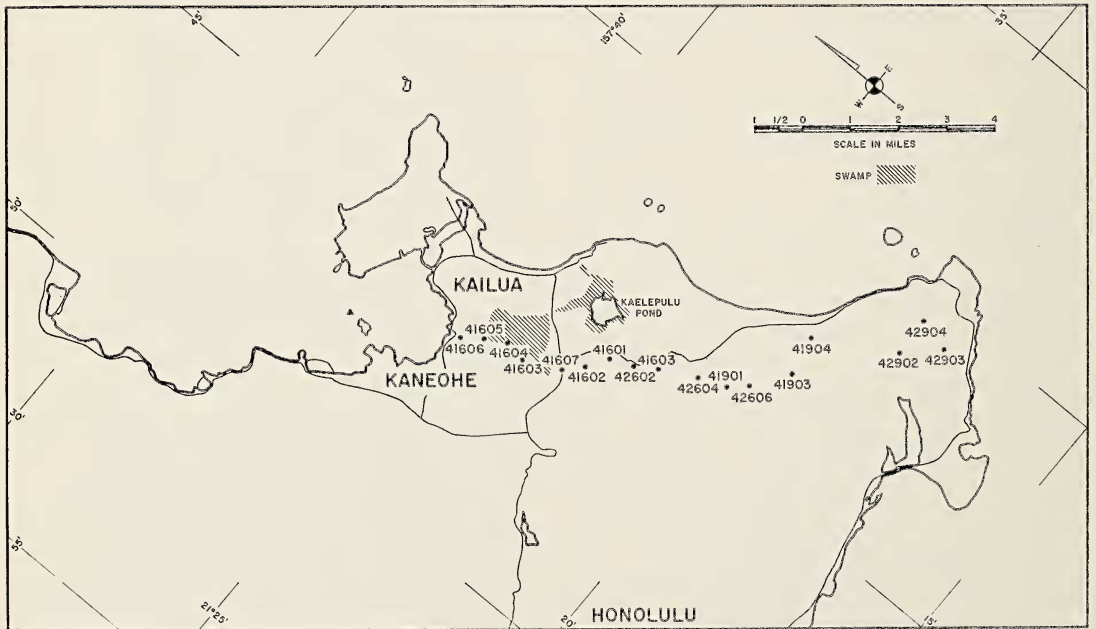 45'
157°40'
35'
E
W
S
1 1/2 0 1 2 3 4
SCALE IN MILES
SWAMP
50'
KAILUA
KAELEPULU
POND
41605
41606
41604
41603
KANEOHE
41607
41601
41602
42602
41603
41904
42904
42902
42903
41901
41903
42604
42606
30'
55'
21°25'
20'
HONOLULU
15'